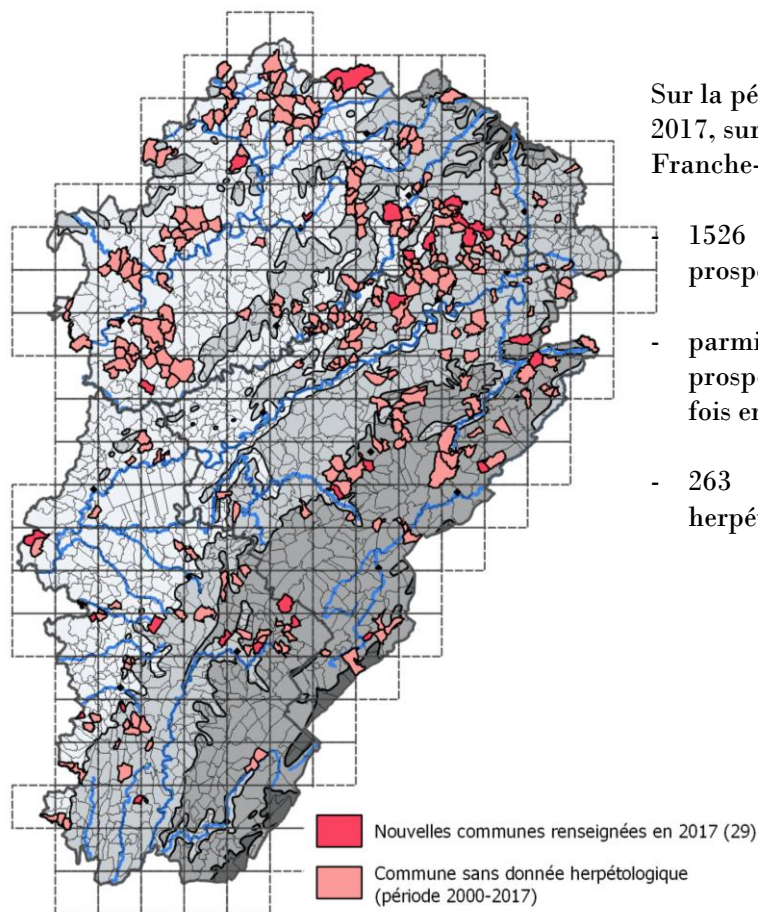 Sur la pé
2017, sur
Franche-
- 1526
prospe
- parmi
prospe
fois en
- 263
herpét
Nouvelles communes renseignées en 2017 (29)
Commune sans donnée herpétologique
(période 2000-2017)